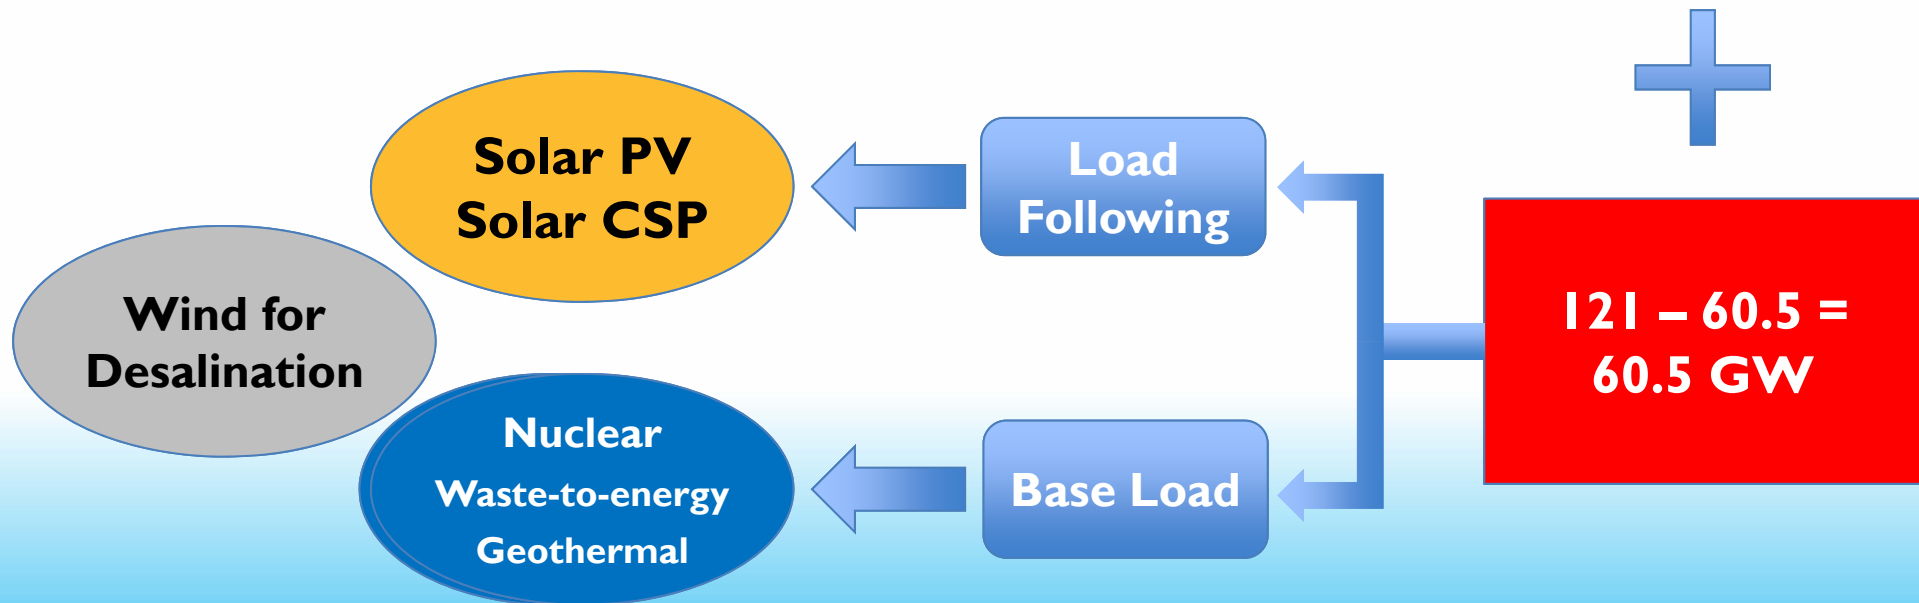 Solar PV
Solar CSP
Load
Following
Wind for
Desalination
121 – 60.5 =
60.5 GW
Nuclear
Waste-to-energy
Geothermal
Base Load